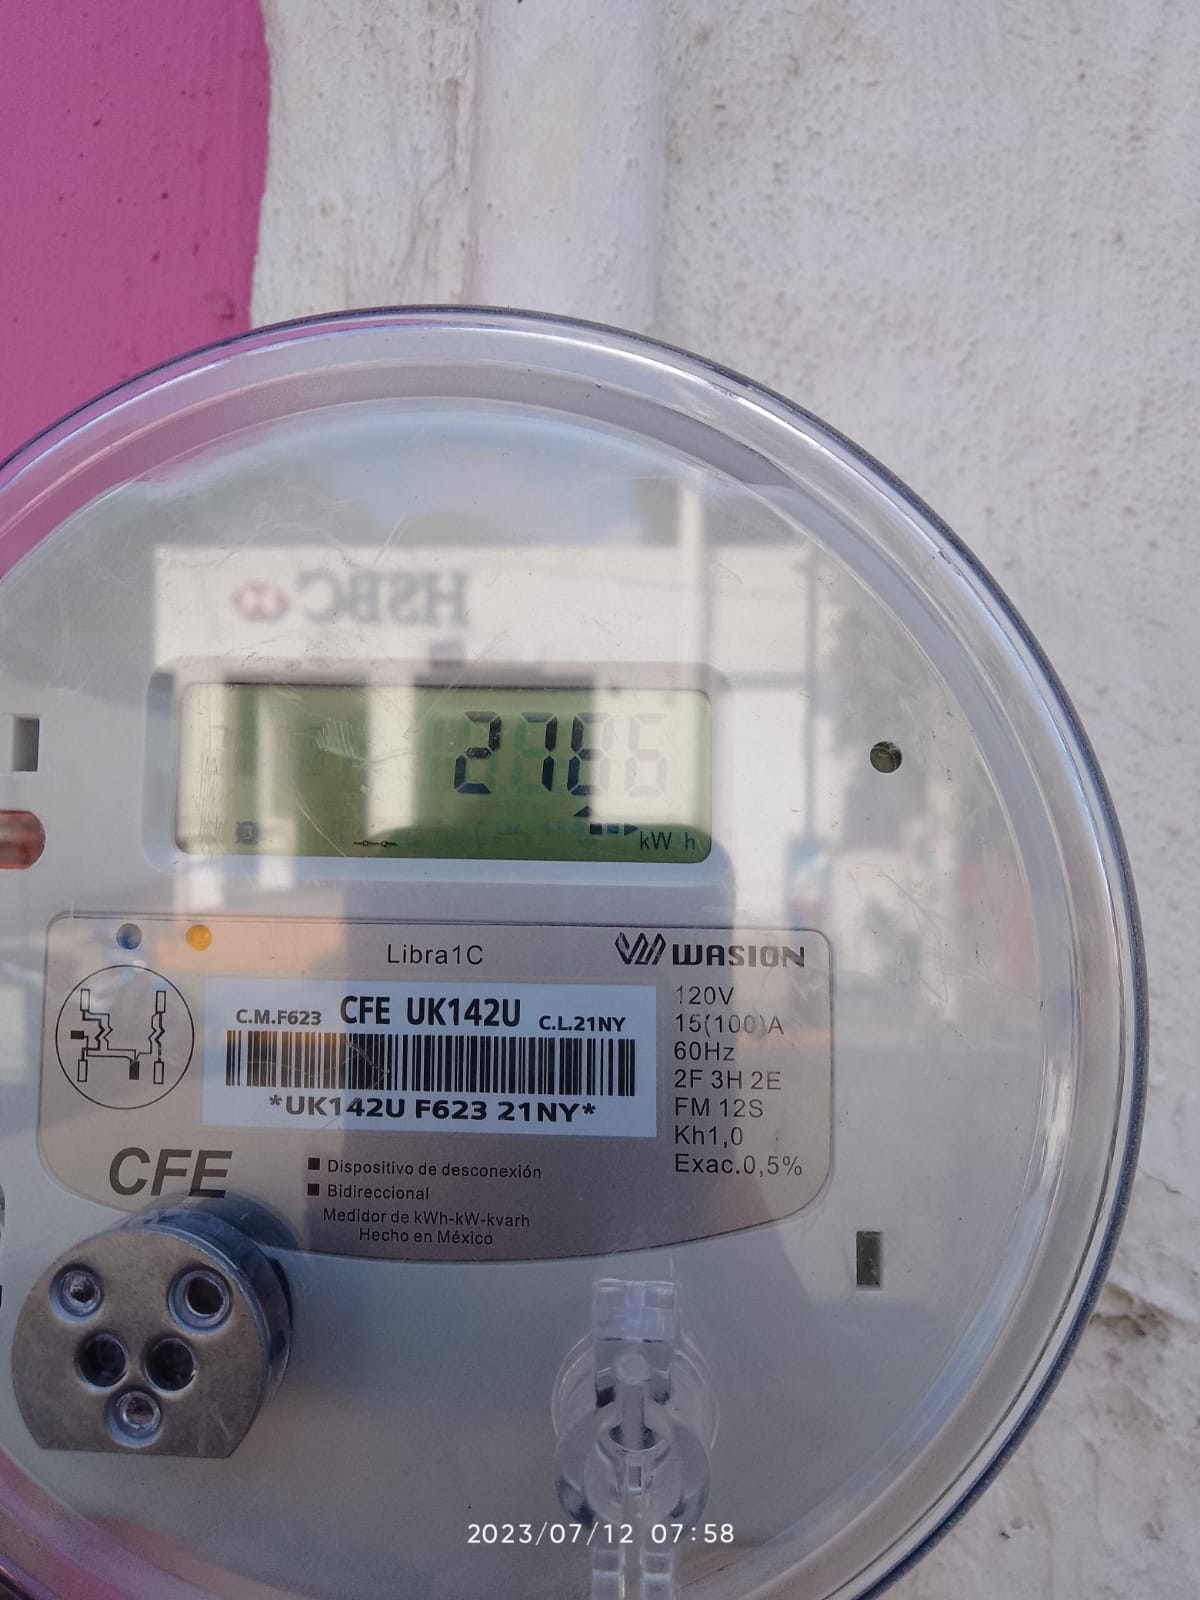 HSBC
kW h
Libra1C
WASION
C.M.F623 CFE UK142U C.L.21NY
*UK142U F623 21NY*
120V
15(100)A
60Hz
2F 3H 2E
FM 12S
Kh1,0
Exac.0,5%
CFE
Dispositivo de desconexión
Bidireccional
Medidor de kWh-kW-kvarh
Hecho en México
2023/07/12 07:58